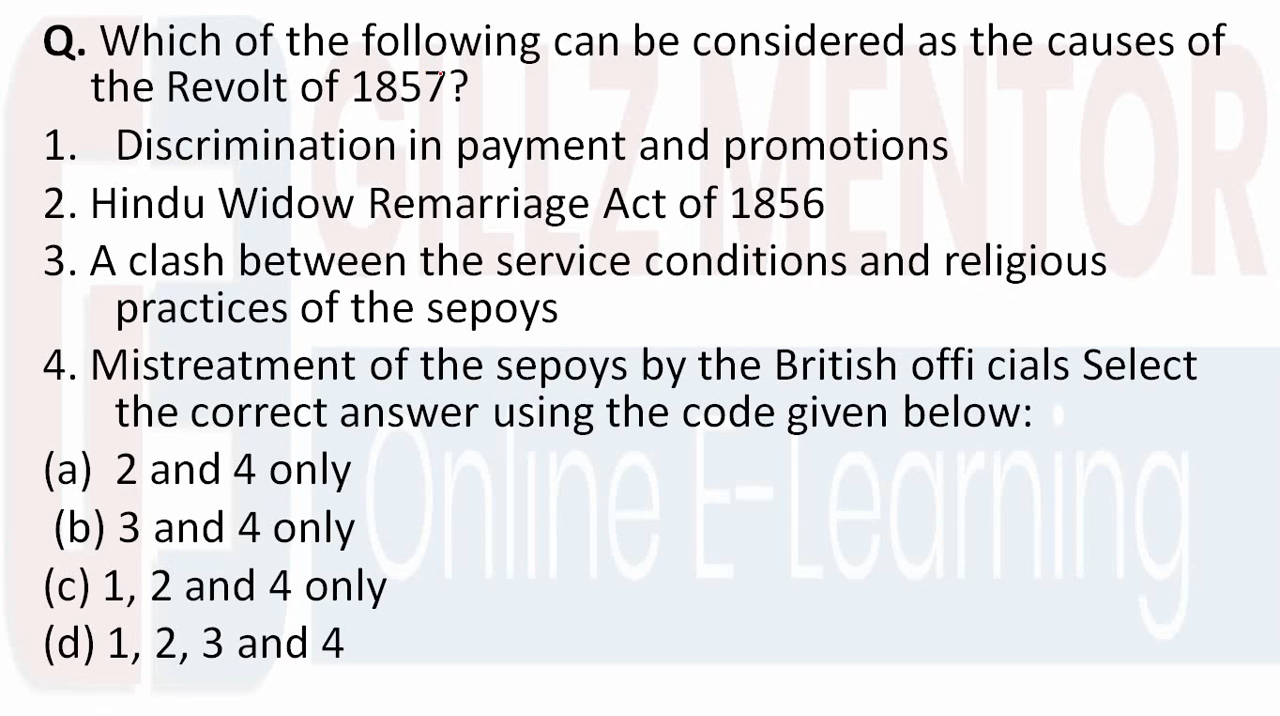 Q. Which of the following can be considered as the causes of
the Revolt of 1857?
1. Discrimination in payment and promotions
2. Hindu Widow Remarriage Act of 1856
3. A clash between the service conditions and religious
practices of the sepoys
4. Mistreatment of the sepoys by the British offi cials Select
the correct answer using the code given below:
(a) 2 and 4 only
(b) 3 and 4 only
(c) 1, 2 and 4 only
(d) 1, 2, 3 and 4
GILLZ MENTOR
Online E-Learning